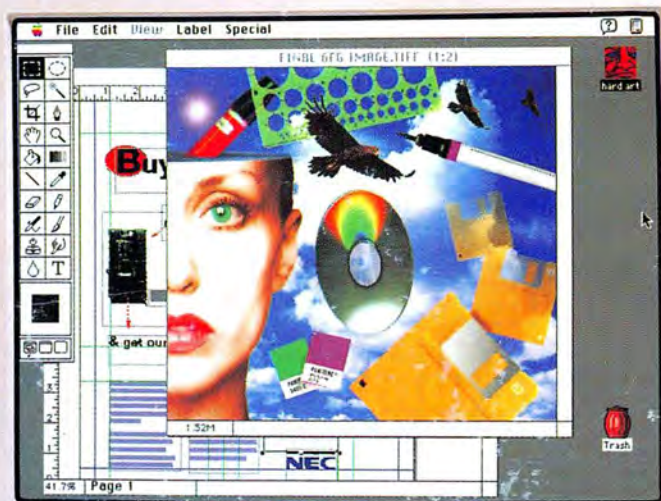 File Edit View Label Special
FINAL GFG IMAGE.TIFF (1:2)
hard art
Buy
& get our
PANTONE
1.52M
NEC
41.7% Page 1
Trash